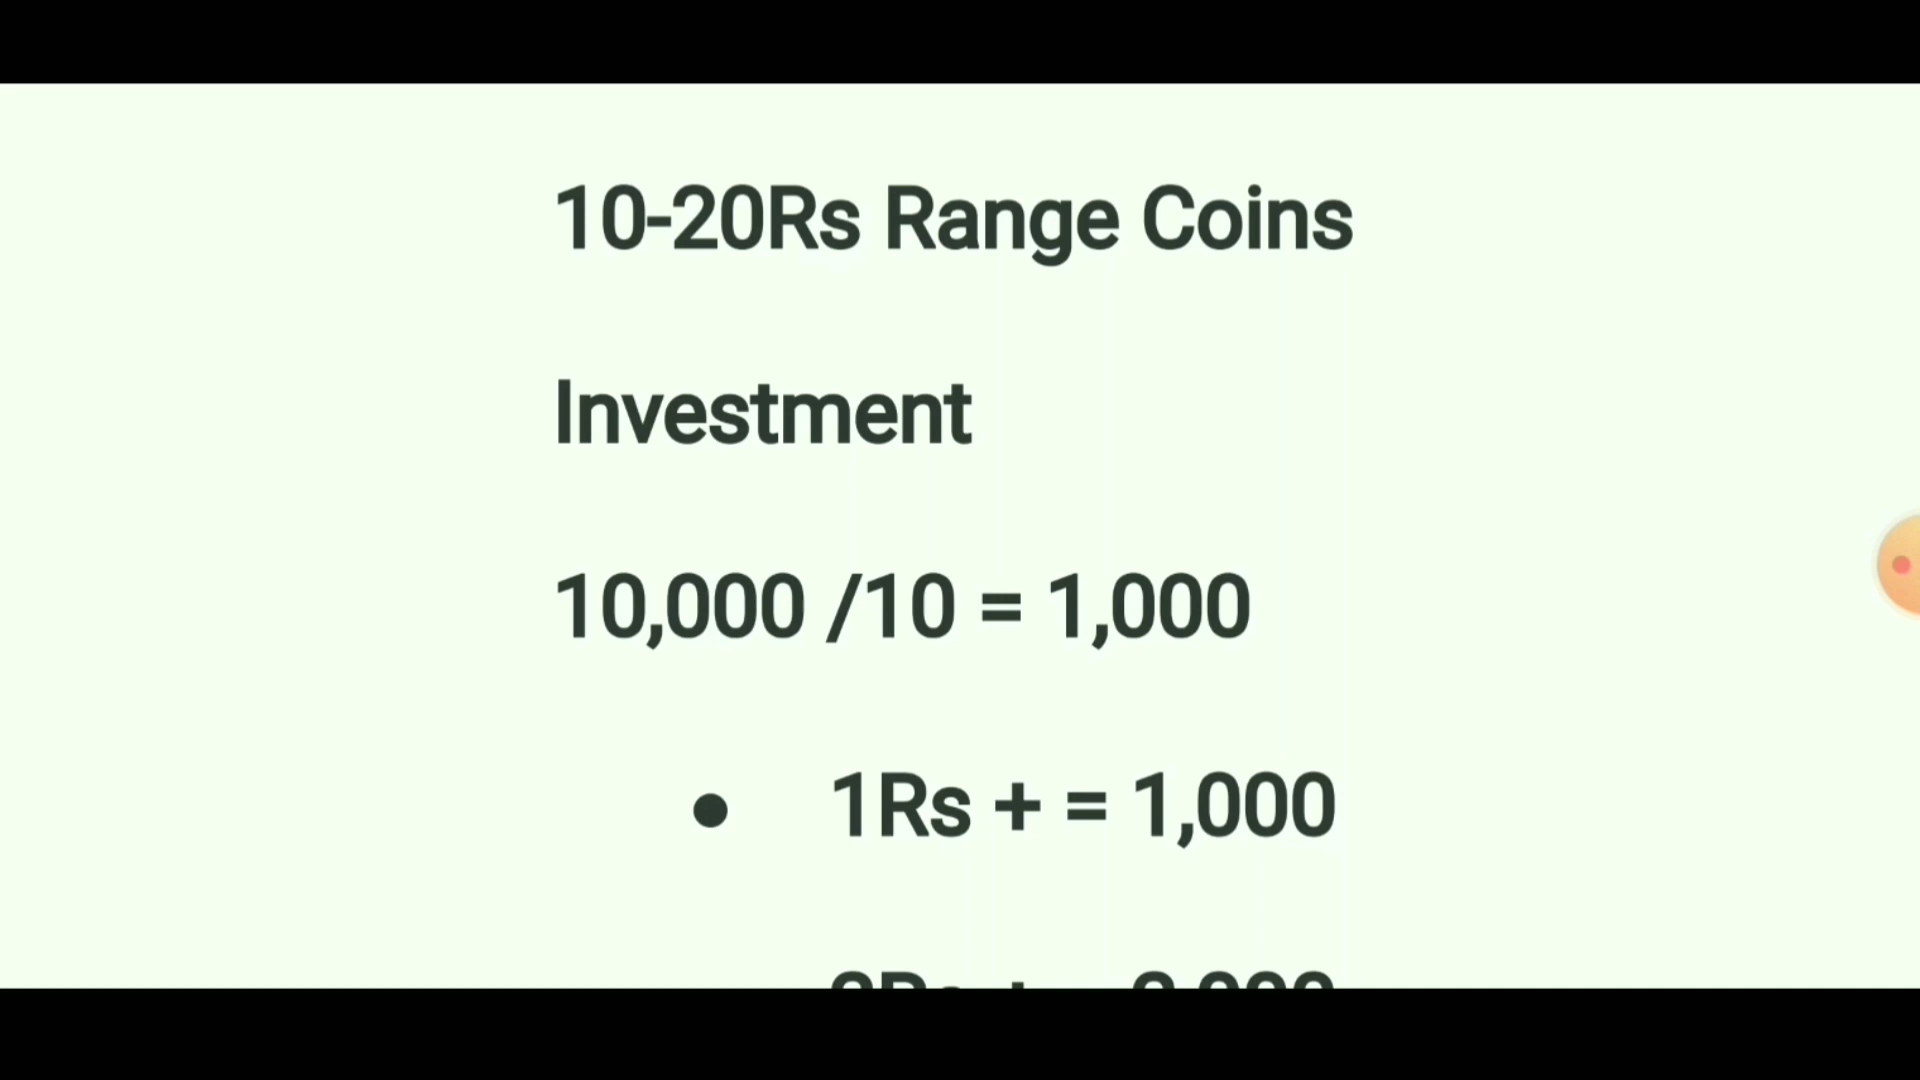 10-20Rs Range Coins
Investment
10,000 /10 = 1,000
• 1Rs + = 1,000